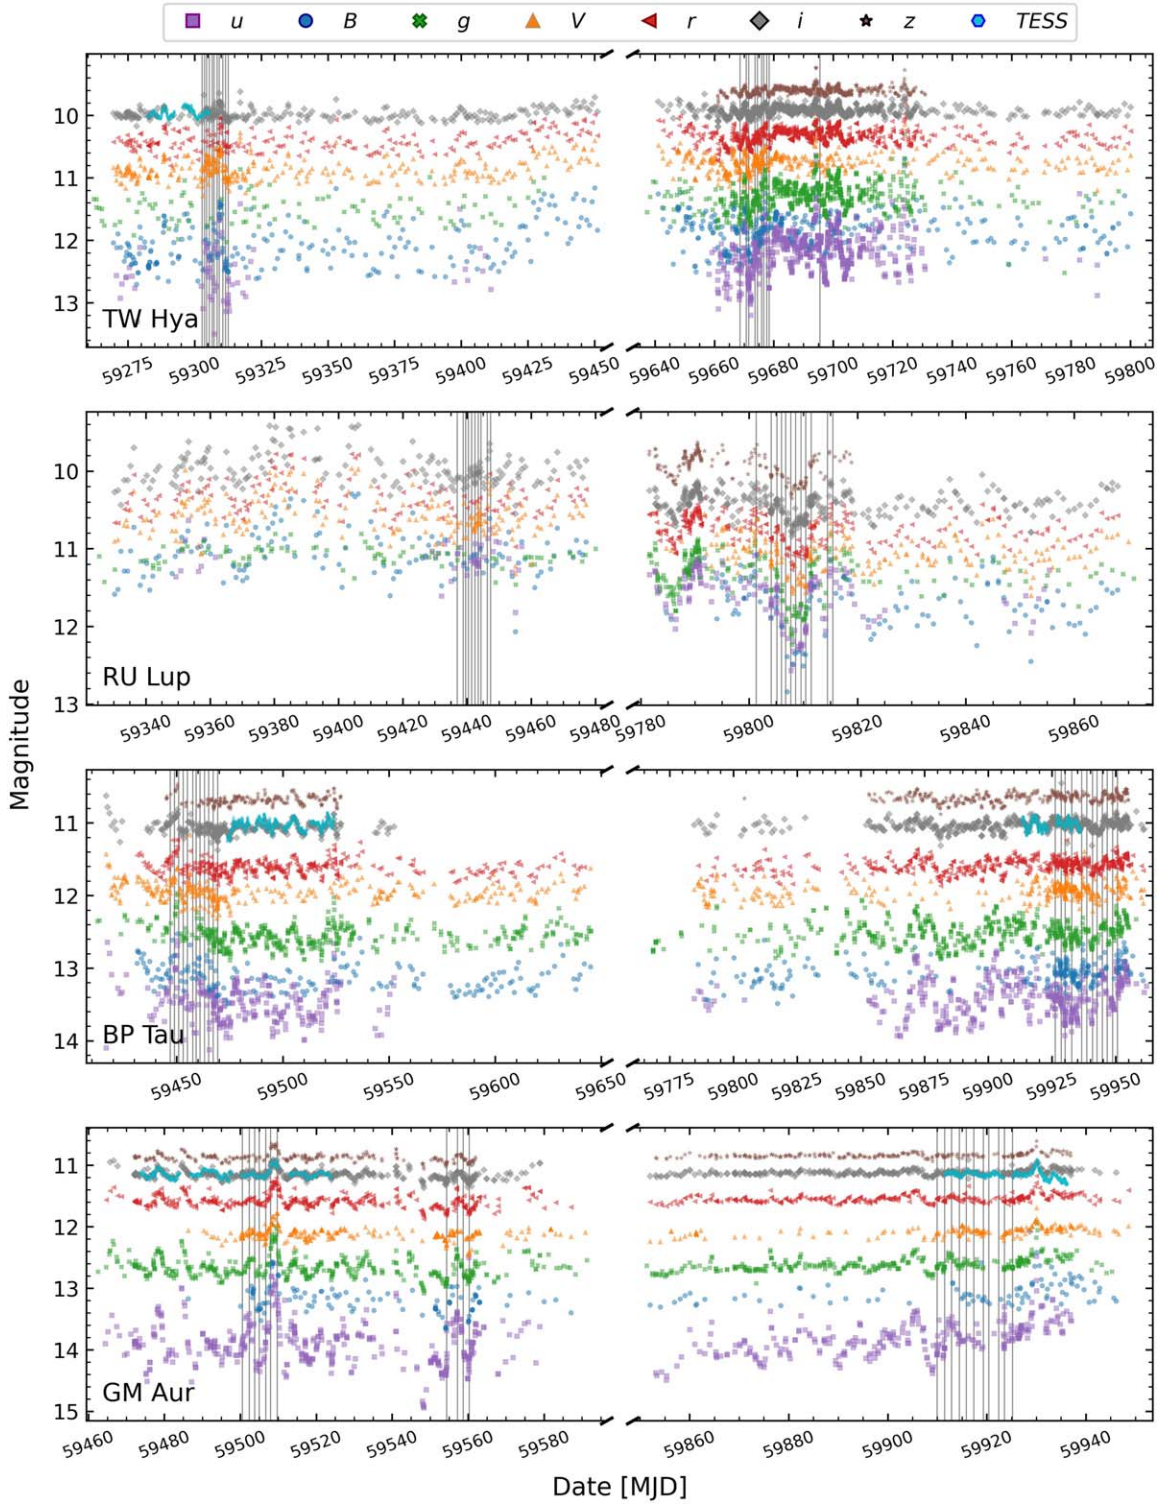 u B g V r i z TESS
10
11
12
13
TW Hya
59275 59300 59325 59350 59375 59400 59425 59450 59640 59660 59680 59700 59720 59740 59760 59780 59800
10
11
12
13
RU Lup
59340 59360 59380 59400 59420 59440 59460 59480 59780 59800 59820 59840 59860
Magnitude
11
12
13
14
BP Tau
59450 59500 59550 59600 59650 59775 59800 59825 59850 59875 59900 59925 59950
11
12
13
14
15
GM Aur
59460 59480 59500 59520 59540 59560 59580 59860 59880 59900 59920 59940
Date [MJD]